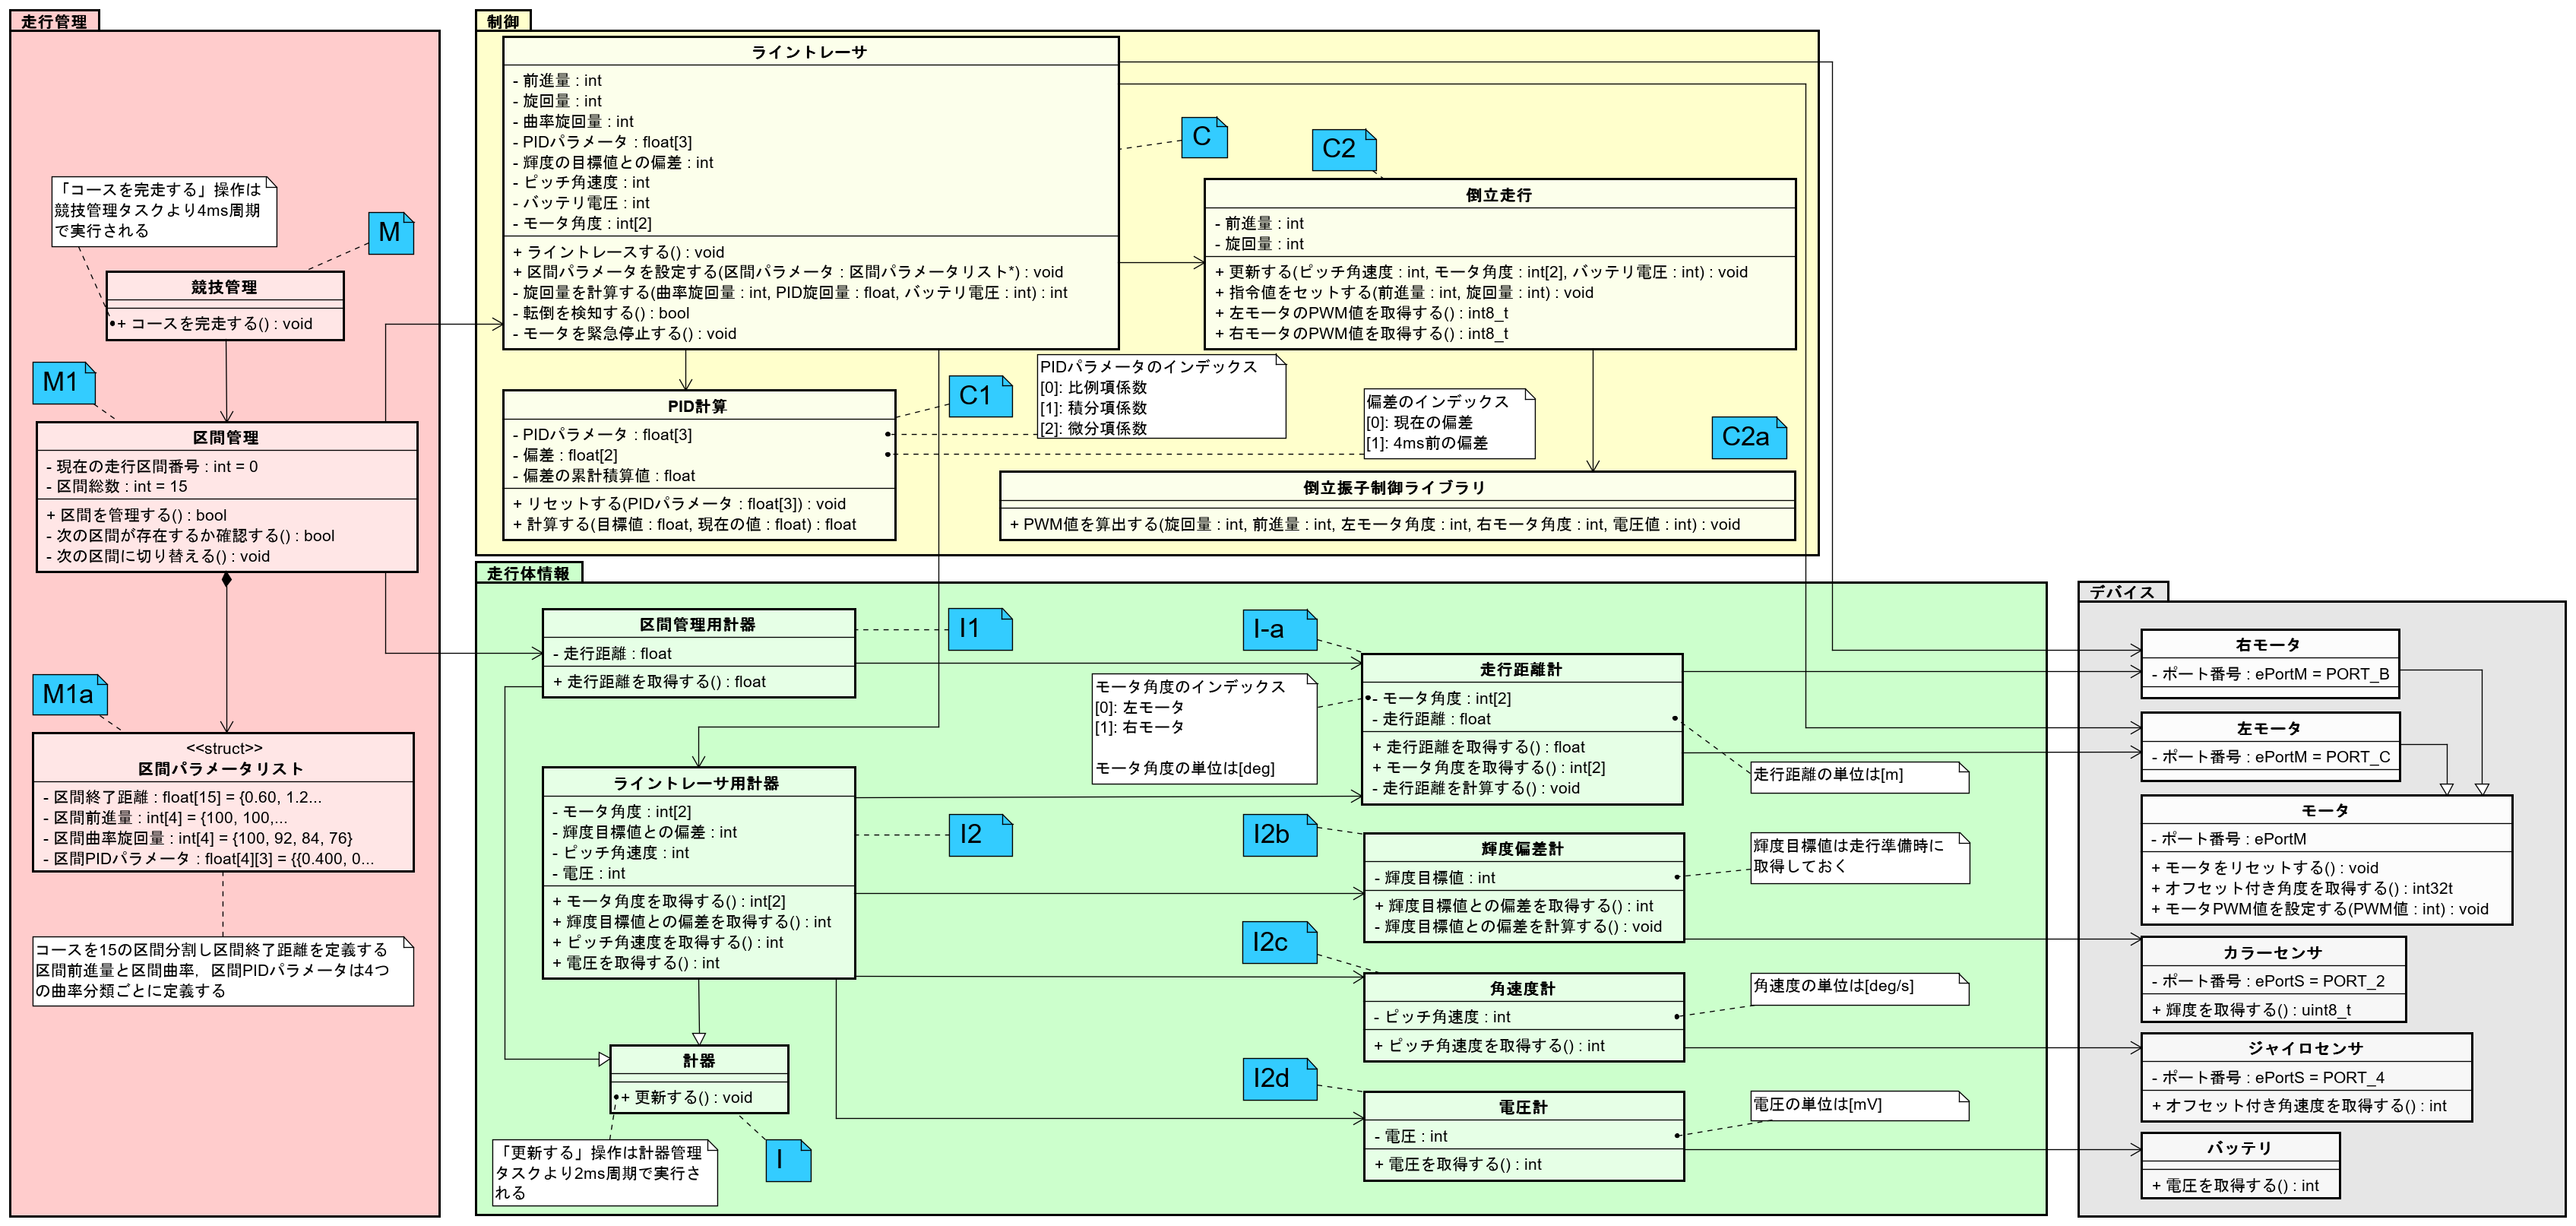 走行管理
「コースを完走する」操作は
競技管理タスクより4ms周期
で実行される
M
競技管理
+ コースを完走する() : void
M1
区間管理
- 現在の走行区間番号 : int = 0
- 区間総数 : int = 15
+ 区間を管理する() : bool
- 次の区間が存在するか確認する() : bool
- 次の区間に切り替える() : void
M1a
<<struct>>
区間パラメータリスト
- 区間終了距離 : float[15] = {0.60, 1.2...
- 区間前進量 : int[4] = {100, 100,...
- 区間曲率旋回量 : int[4] = {100, 92, 84, 76}
- 区間PIDパラメータ : float[4][3] = {{0.400, 0...
コースを15の区間分割し区間終了距離を定義する
区間前進量と区間曲率, 区間PIDパラメータは4つ
の曲率分類ごとに定義する
制御
ライントレーサ
- 前進量 : int
- 旋回量 : int
- 曲率旋回量 : int
- PIDパラメータ : float[3]
- 輝度の目標値との偏差 : int
- ピッチ角速度 : int
- バッテリ電圧 : int
- モータ角度 : int[2]
+ ライントレースする() : void
+ 区間パラメータを設定する(区間パラメータ : 区間パラメータリスト*) : void
- 旋回量を計算する(曲率旋回量 : int, PID旋回量 : float, バッテリ電圧 : int) : int
- 転倒を検知する() : bool
- モータを緊急停止する() : void
C
C2
倒立走行
- 前進量 : int
- 旋回量 : int
+ 更新する(ピッチ角速度 : int, モータ角度 : int[2], バッテリ電圧 : int) : void
+ 指令値をセットする(前進量 : int, 旋回量 : int) : void
+ 左モータのPWM値を取得する() : int8_t
+ 右モータのPWM値を取得する() : int8_t
PID計算
- PIDパラメータ : float[3]
- 偏差 : float[2]
- 偏差の累計積算値 : float
+ リセットする(PIDパラメータ : float[3]) : void
+ 計算する(目標値 : float, 現在の値 : float) : float
C1
PIDパラメータのインデックス
[0]: 比例項係数
[1]: 積分項係数
[2]: 微分項係数
偏差のインデックス
[0]: 現在の偏差
[1]: 4ms前の偏差
C2a
倒立振子制御ライブラリ
+ PWM値を算出する(旋回量 : int, 前進量 : int, 左モータ角度 : int, 右モータ角度 : int, 電圧値 : int) : void
走行体情報
区間管理用計器
- 走行距離 : float
+ 走行距離を取得する() : float
I1
I-a
モータ角度のインデックス
[0]: 左モータ
[1]: 右モータ
モータ角度の単位は[deg]
走行距離計
- モータ角度 : int[2]
- 走行距離 : float
+ 走行距離を取得する() : float
+ モータ角度を取得する() : int[2]
- 走行距離を計算する() : void
走行距離の単位は[m]
ライントレーサ用計器
- モータ角度 : int[2]
- 輝度目標値との偏差 : int
- ピッチ角速度 : int
- 電圧 : int
+ モータ角度を取得する() : int[2]
+ 輝度目標値との偏差を取得する() : int
+ ピッチ角速度を取得する() : int
+ 電圧を取得する() : int
I2
I2b
輝度偏差計
- 輝度目標値 : int
+ 輝度目標値との偏差を取得する() : int
- 輝度目標値との偏差を計算する() : void
輝度目標値は走行準備時に
取得しておく
I2c
角速度計
- ピッチ角速度 : int
+ ピッチ角速度を取得する() : int
角速度の単位は[deg/s]
計器
+ 更新する() : void
「更新する」操作は計器管理
タスクより2ms周期で実行さ
れる
I
I2d
電圧計
- 電圧 : int
+ 電圧を取得する() : int
電圧の単位は[mV]
デバイス
右モータ
- ポート番号 : ePortM = PORT_B
左モータ
- ポート番号 : ePortM = PORT_C
モータ
- ポート番号 : ePortM
+ モータをリセットする() : void
+ オフセット付き角度を取得する() : int32t
+ モータPWM値を設定する(PWM値 : int) : void
カラーセンサ
- ポート番号 : ePortS = PORT_2
+ 輝度を取得する() : uint8_t
ジャイロセンサ
- ポート番号 : ePortS = PORT_4
+ オフセット付き角速度を取得する() : int
バッテリ
+ 電圧を取得する() : int